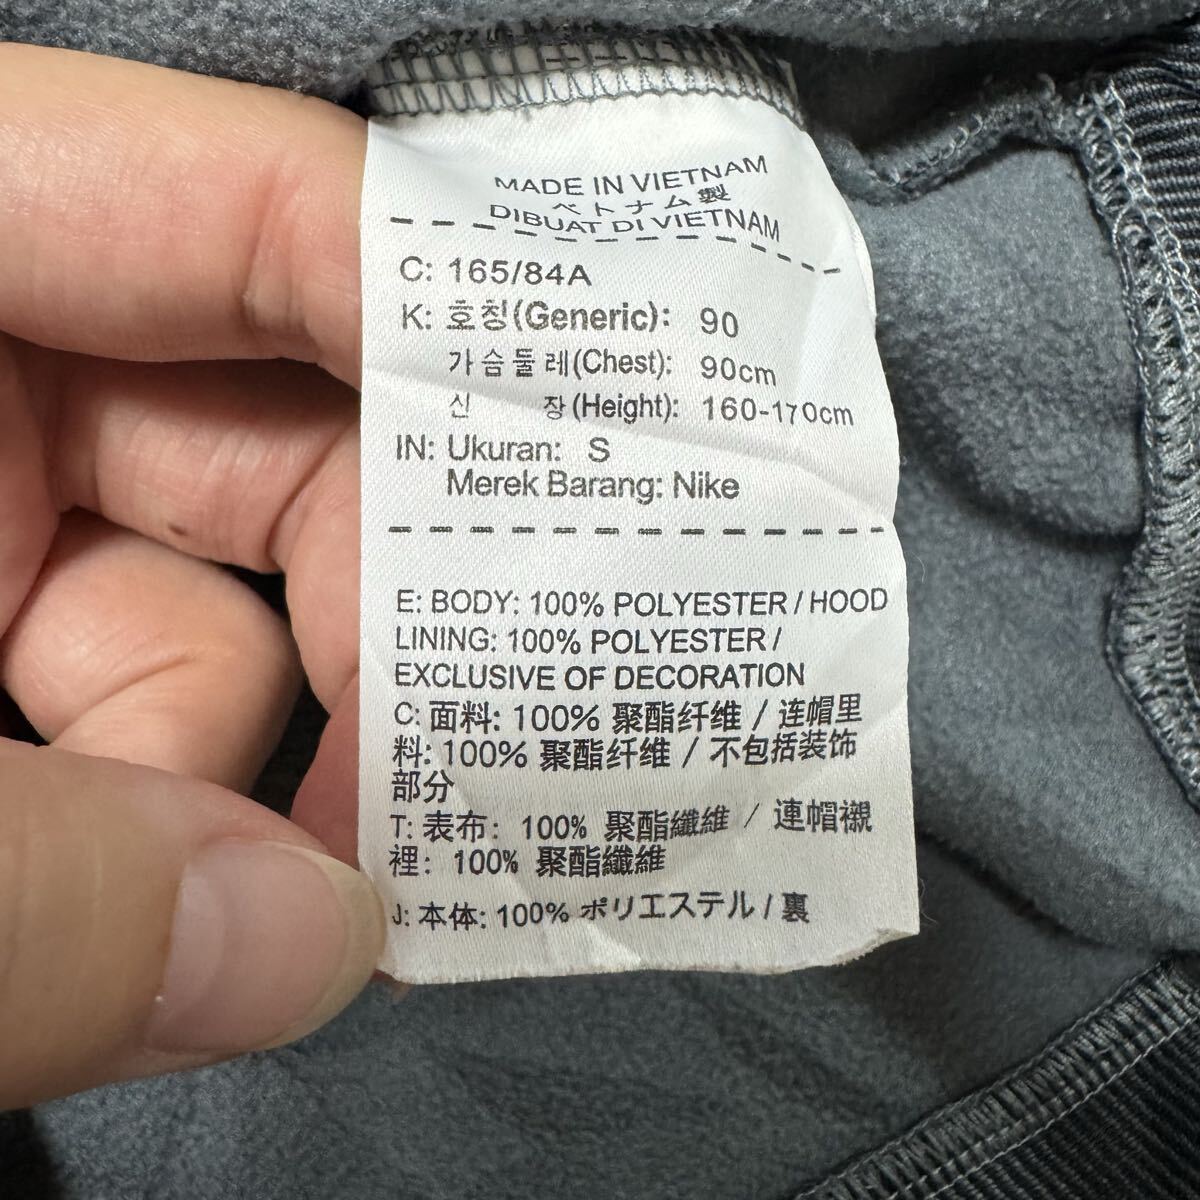 MADE IN VIETNAM
ベトナム製
DIBUAT DI VIETNAM
C: 165/84A
K: 호칭(Generic): 90
가슴둘레(Chest): 90cm
신 장(Height): 160-170cm
IN: Ukuran: S
Merek Barang: Nike
E: BODY: 100% POLYESTER / HOOD
LINING: 100% POLYESTER /
EXCLUSIVE OF DECORATION
C: 面料: 100% 聚酯纤维 / 连帽里
料: 100% 聚酯纤维 / 不包括装饰
部分
T: 表布: 100% 聚酯纖維 / 連帽襯
裡: 100% 聚酯纖維
J: 本体: 100% ポリエステル / 裏